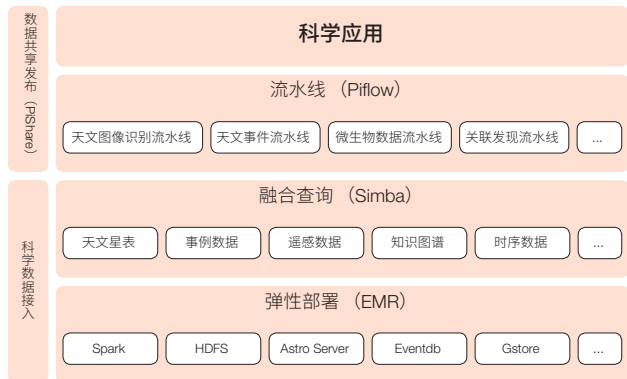 数据共享发布（PiShare）
科学应用
流水线 （Piflow）
天文图像识别流水线
天文事件流水线
微生物数据流水线
关联发现流水线
...
科学数据接入
融合查询 （Simba）
天文星表
事例数据
遥感数据
知识图谱
时序数据
...
弹性部署 （EMR）
Spark
HDFS
Astro Server
Eventdb
Gstore
...